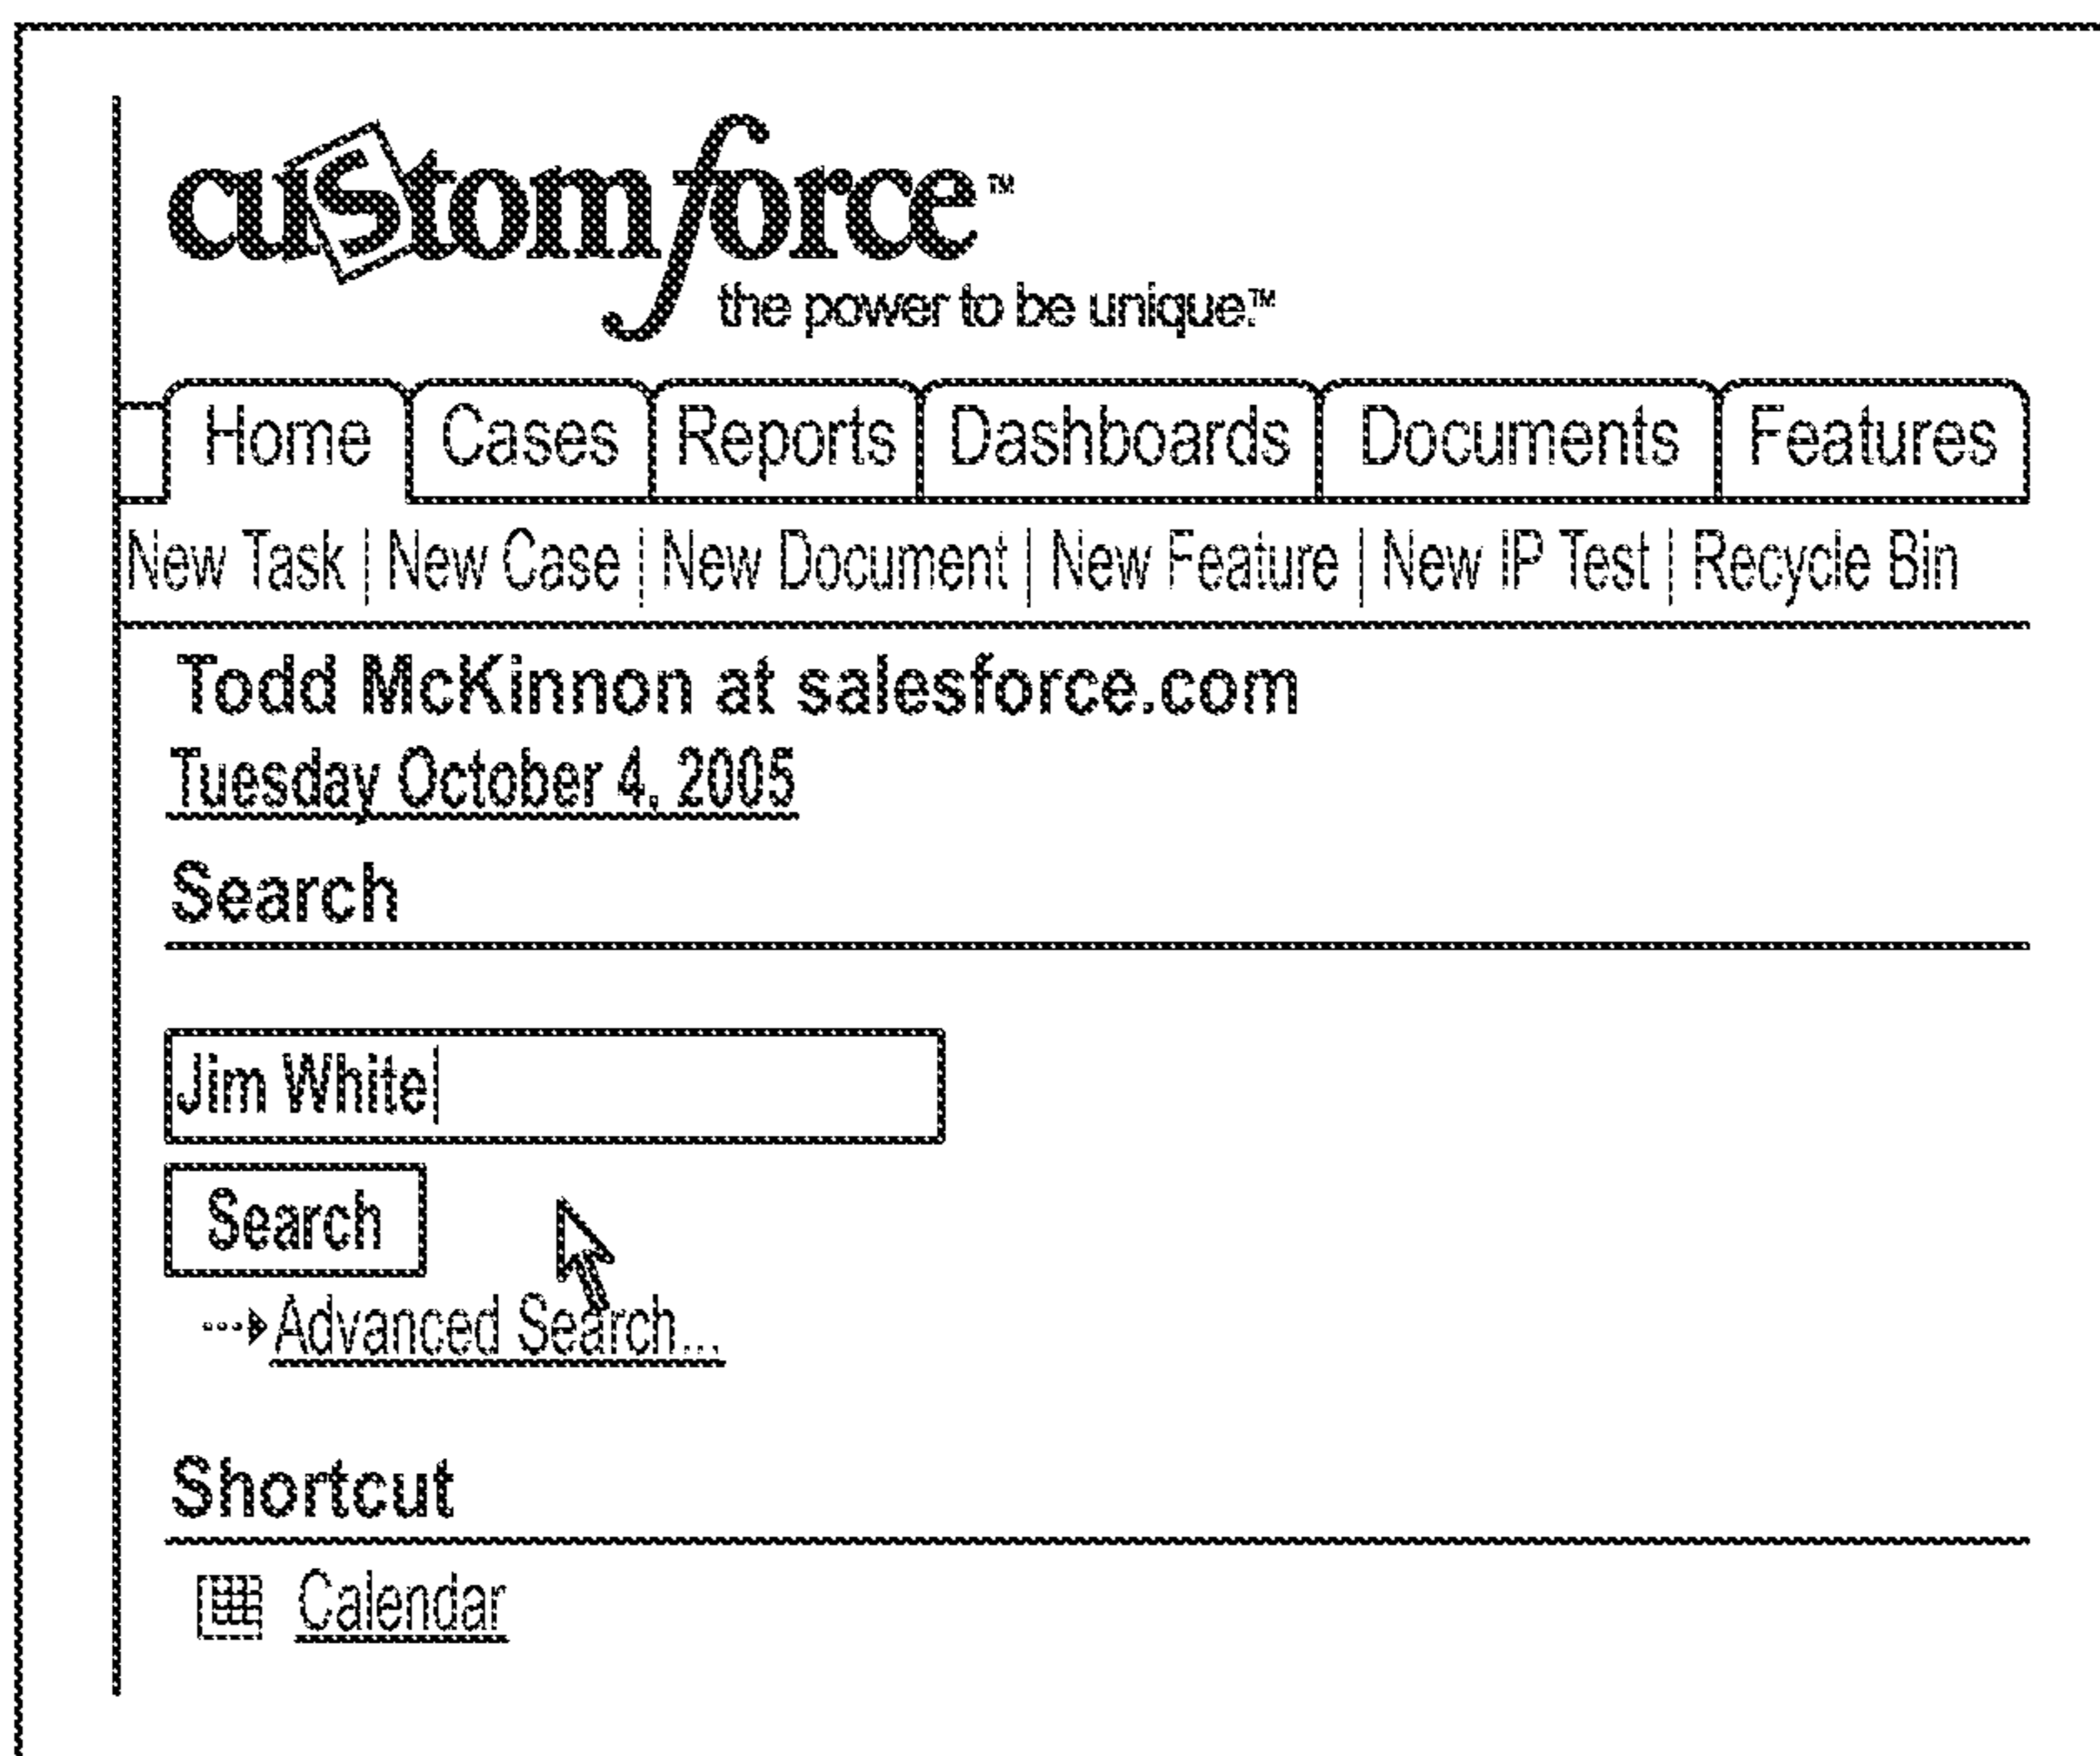 customforce™
the power to be unique.™
Home Cases Reports Dashboards Documents Features
New Task | New Case | New Document | New Feature | New IP Test | Recycle Bin
Todd McKinnon at salesforce.com
Tuesday October 4, 2005
Search
Jim White
Search
Advanced Search...
Shortcut
Calendar